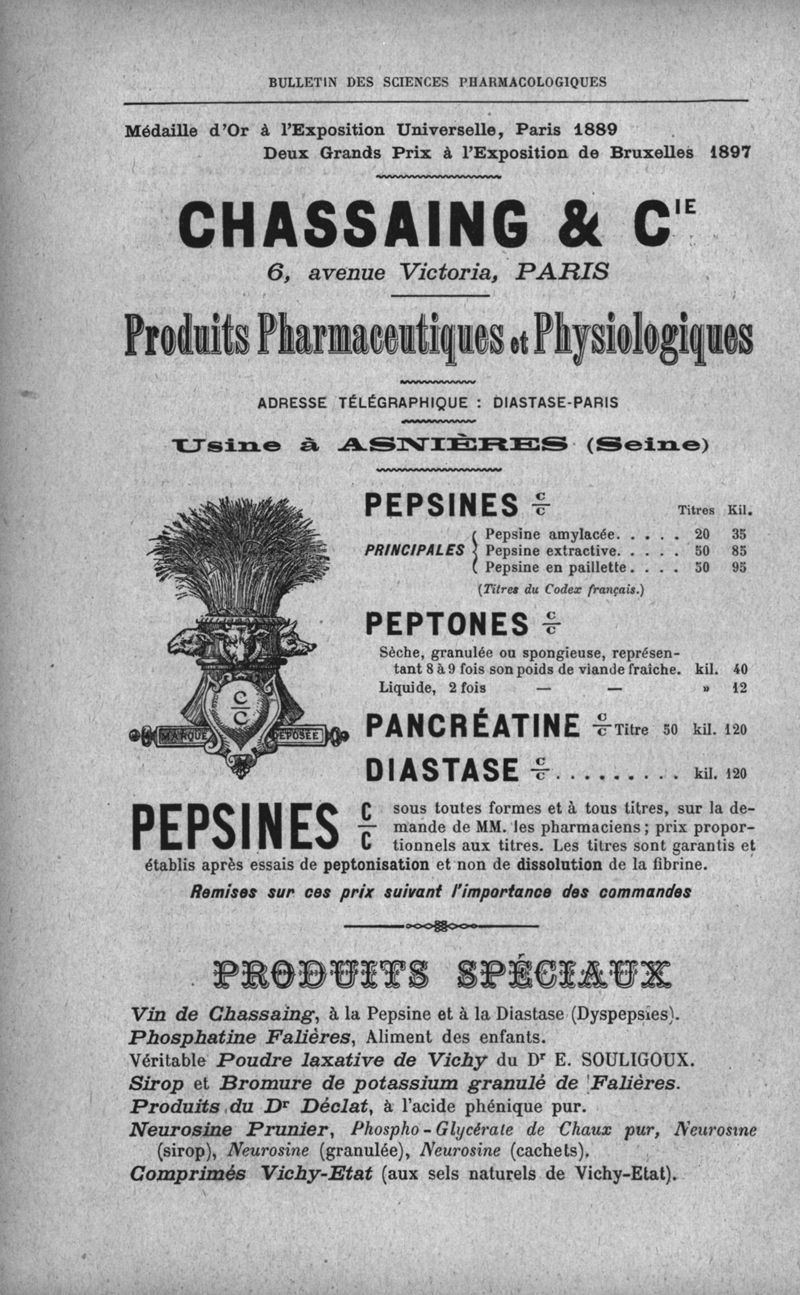 BULLETIN DES SCIENCES PHARMACOLOGIQUES
Médaille d'Or à l'Exposition Universelle, Paris 1889
Deux Grands Prix à l'Exposition de Bruxelles 1897
CHASSAING & CIE
6, avenue Victoria, PARIS
Produits Pharmaceutiques et Physiologiques
ADRESSE TÉLÉGRAPHIQUE : DIASTASE-PARIS
Usine à ASNIÈRES (Seine)
PEPSINES C/C Titres Kil.
PRINCIPALES { Pepsine amylacée. . . . . 20 35
Pepsine extractive. . . . . 50 85
Pepsine en paillette. . . . 50 95
(Titres du Codex français.)
PEPTONES C/C
Sèche, granulée ou spongieuse, représen-
tant 8 à 9 fois son poids de viande fraîche. kil. 40
Liquide, 2 fois — — » 12
C/C
MARQUE DÉPOSÉE
PANCRÉATINE C/C Titre 50 kil. 120
DIASTASE C/C . . . . . . . . . kil. 120
PEPSINES C/C sous toutes formes et à tous titres, sur la de-
mande de MM. les pharmaciens ; prix propor-
tionnels aux titres. Les titres sont garantis et
établis après essais de peptonisation et non de dissolution de la fibrine.
Remises sur ces prix suivant l'importance des commandes
PRODUITS SPÉCIAUX
Vin de Chassaing, à la Pepsine et à la Diastase (Dyspepsies).
Phosphatine Falières, Aliment des enfants.
Véritable Poudre laxative de Vichy du Dr E. SOULIGOUX.
Sirop et Bromure de potassium granulé de Falières.
Produits du Dr Déclat, à l'acide phénique pur.
Neurosine Prunier, Phospho-Glycérate de Chaux pur, Neurosine
(sirop), Neurosine (granulée), Neurosine (cachets).
Comprimés Vichy-Etat (aux sels naturels de Vichy-Etat).